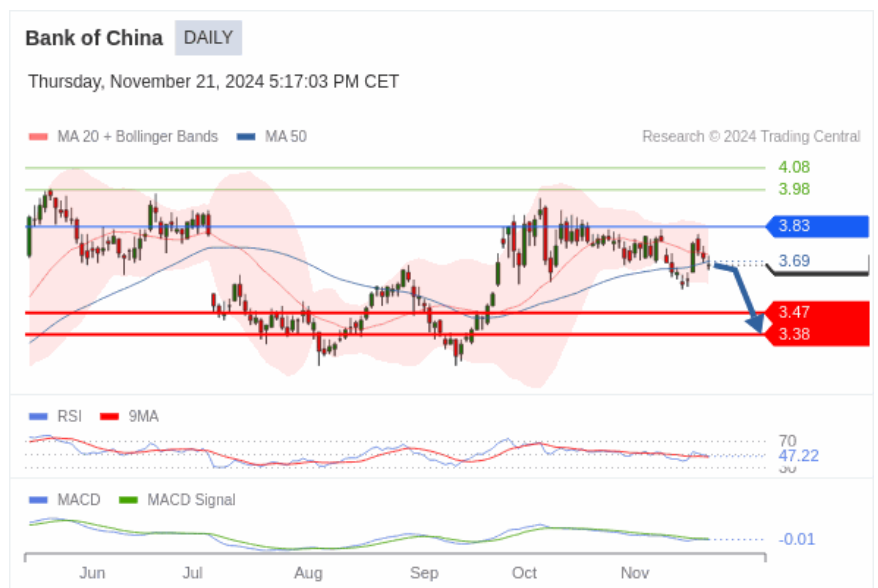 Bank of China DAILY
Thursday, November 21, 2024 5:17:03 PM CET
MA 20 + Bollinger Bands MA 50 Research © 2024 Trading Central
4.08
3.98
3.83
3.69
3.47
3.38
RSI 9MA
70
47.22
30
MACD MACD Signal
-0.01
Jun Jul Aug Sep Oct Nov